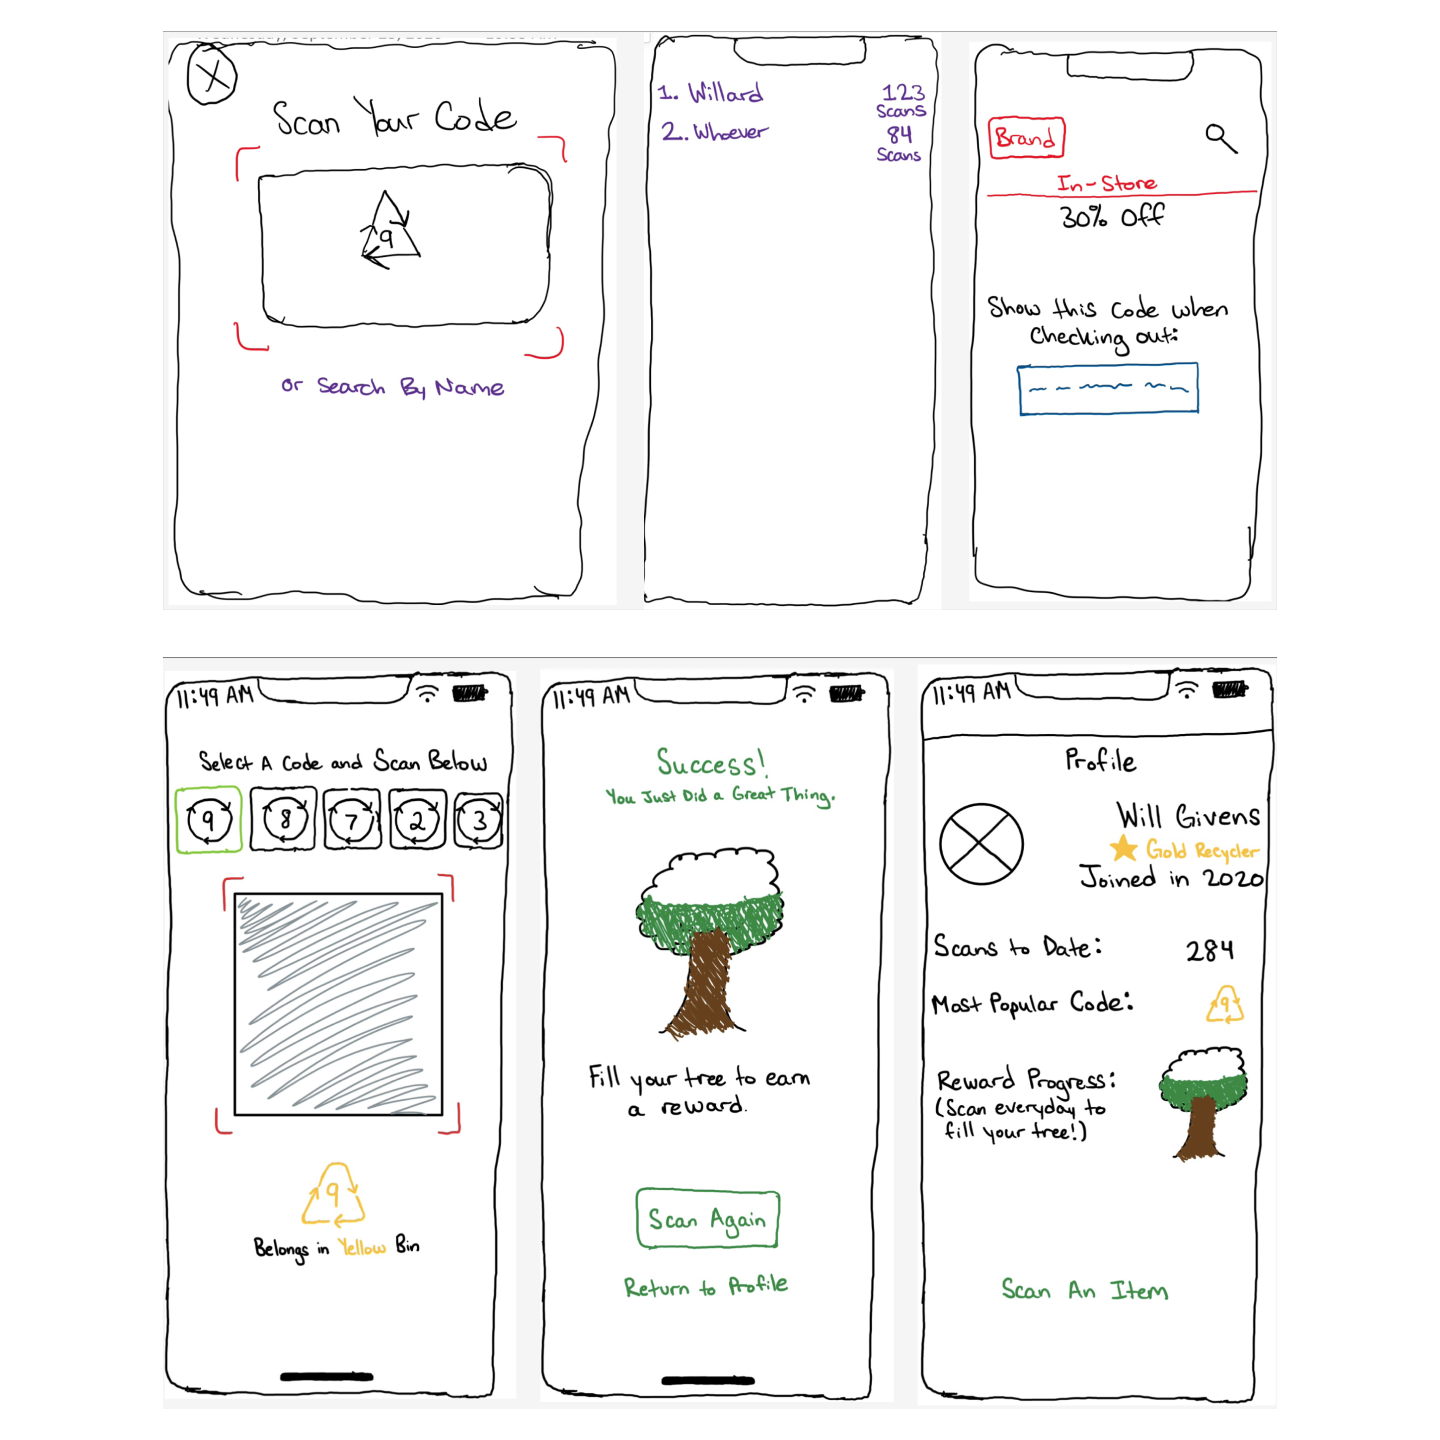 X
Scan Your Code
9
or Search By Name
1. Willard 123 Scans
2. Whoever 84 Scans
Brand
In-Store
30% Off
Show this Code when
Checking out:
11:49 AM
Select A Code and Scan Below
9 8 7 2 3
9
Belongs in Yellow Bin
11:49 AM
Success!
You Just Did a Great Thing.
Fill your tree to earn
a reward.
Scan Again
Return to Profile
11:49 AM
Profile
Will Givens
Gold Recycler
Joined in 2020
Scans to Date: 284
Most Popular Code: 9
Reward Progress:
(Scan everyday to
fill your tree!)
Scan An Item